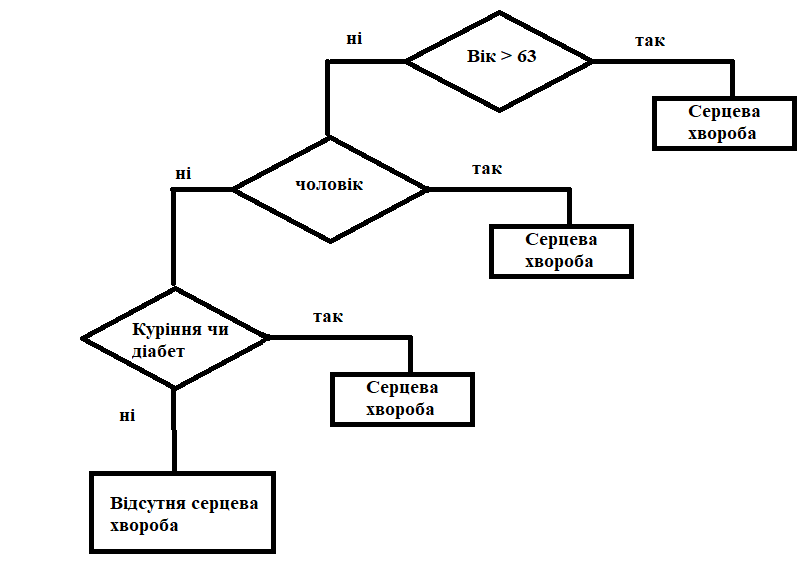 ні
Вік > 63
так
Серцева
хвороба
ні
чоловік
так
Серцева
хвороба
Куріння чи
діабет
так
Серцева
хвороба
ні
Відсутня серцева
хвороба